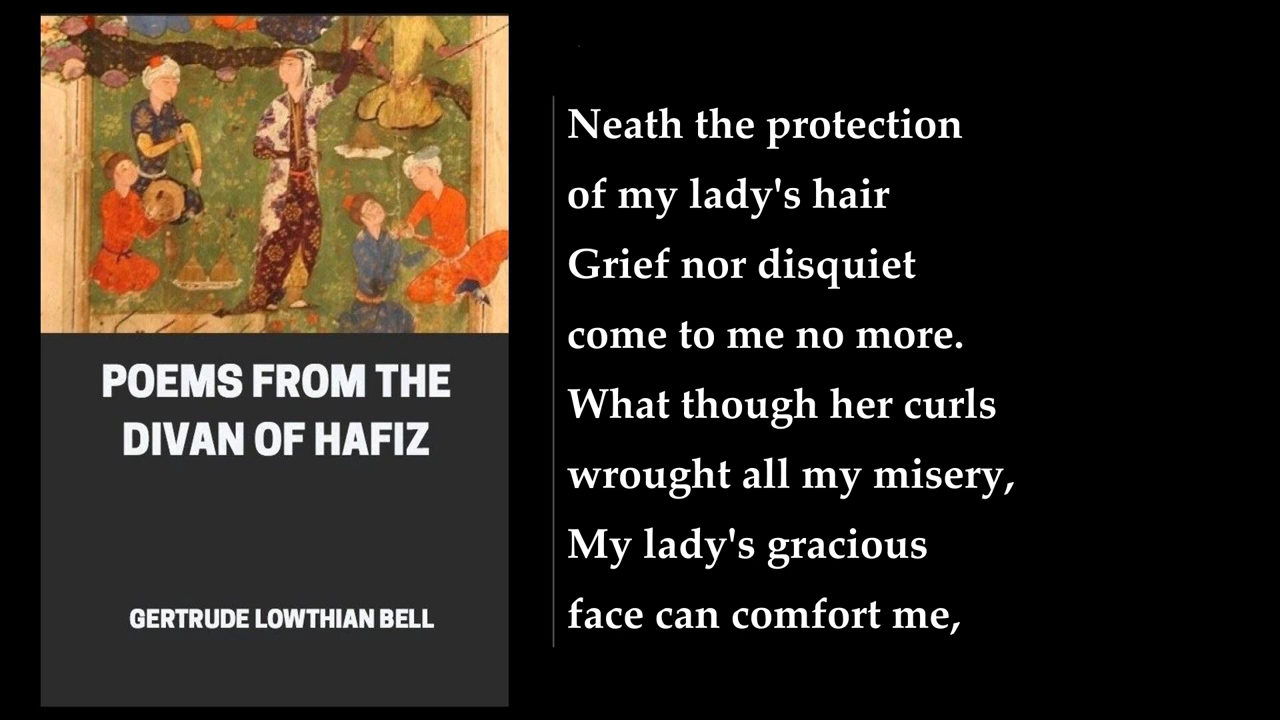 POEMS FROM THE
DIVAN OF HAFIZ
GERTRUDE LOWTHIAN BELL
Neath the protection
of my lady's hair
Grief nor disquiet
come to me no more.
What though her curls
wrought all my misery,
My lady's gracious
face can comfort me,